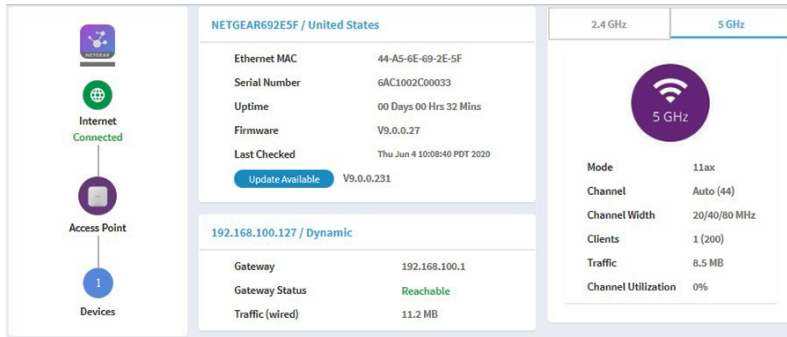 NETGEAR
Internet
Connected
Access Point
1
Devices
NETGEAR692E5F / United States
Ethernet MAC 44-A5-6E-69-2E-5F
Serial Number 6AC1002C00033
Uptime 00 Days 00 Hrs 32 Mins
Firmware V9.0.0.27
Last Checked Thu Jun 4 10:08:40 PDT 2020
Update Available V9.0.0.231
192.168.100.127 / Dynamic
Gateway 192.168.100.1
Gateway Status Reachable
Traffic (wired) 11.2 MB
2.4 GHz 5 GHz
5 GHz
Mode 11ax
Channel Auto (44)
Channel Width 20/40/80 MHz
Clients 1 (200)
Traffic 8.5 MB
Channel Utilization 0%